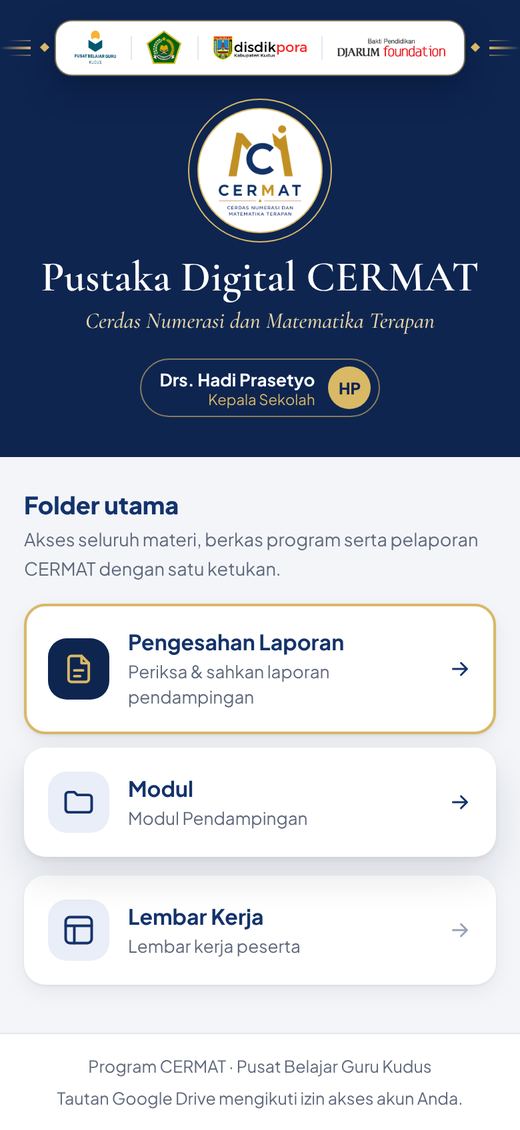 PUSAT BELAJAR GURU
KUDUS
disdikpora
Kabupaten Kudus
Bakti Pendidikan
DJARUM foundation
CERMAT
CERDAS NUMERASI DAN
MATEMATIKA TERAPAN
Pustaka Digital CERMAT
Cerdas Numerasi dan Matematika Terapan
Drs. Hadi Prasetyo
Kepala Sekolah
HP
Folder utama
Akses seluruh materi, berkas program serta pelaporan
CERMAT dengan satu ketukan.
Pengesahan Laporan
Periksa & sahkan laporan
pendampingan
Modul
Modul Pendampingan
Lembar Kerja
Lembar kerja peserta
Program CERMAT · Pusat Belajar Guru Kudus
Tautan Google Drive mengikuti izin akses akun Anda.